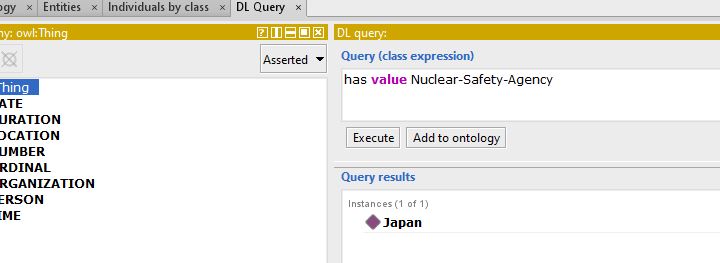 ogy × Entities × Individuals by class × DL Query ×
ny: owl:Thing
DL query:
Asserted
Query (class expression)
has value Nuclear-Safety-Agency
Thing
ATE
URATION
OCATION
UMBER
RDINAL
RGANIZATION
ERSON
IME
Execute
Add to ontology
Query results
Instances (1 of 1)
Japan